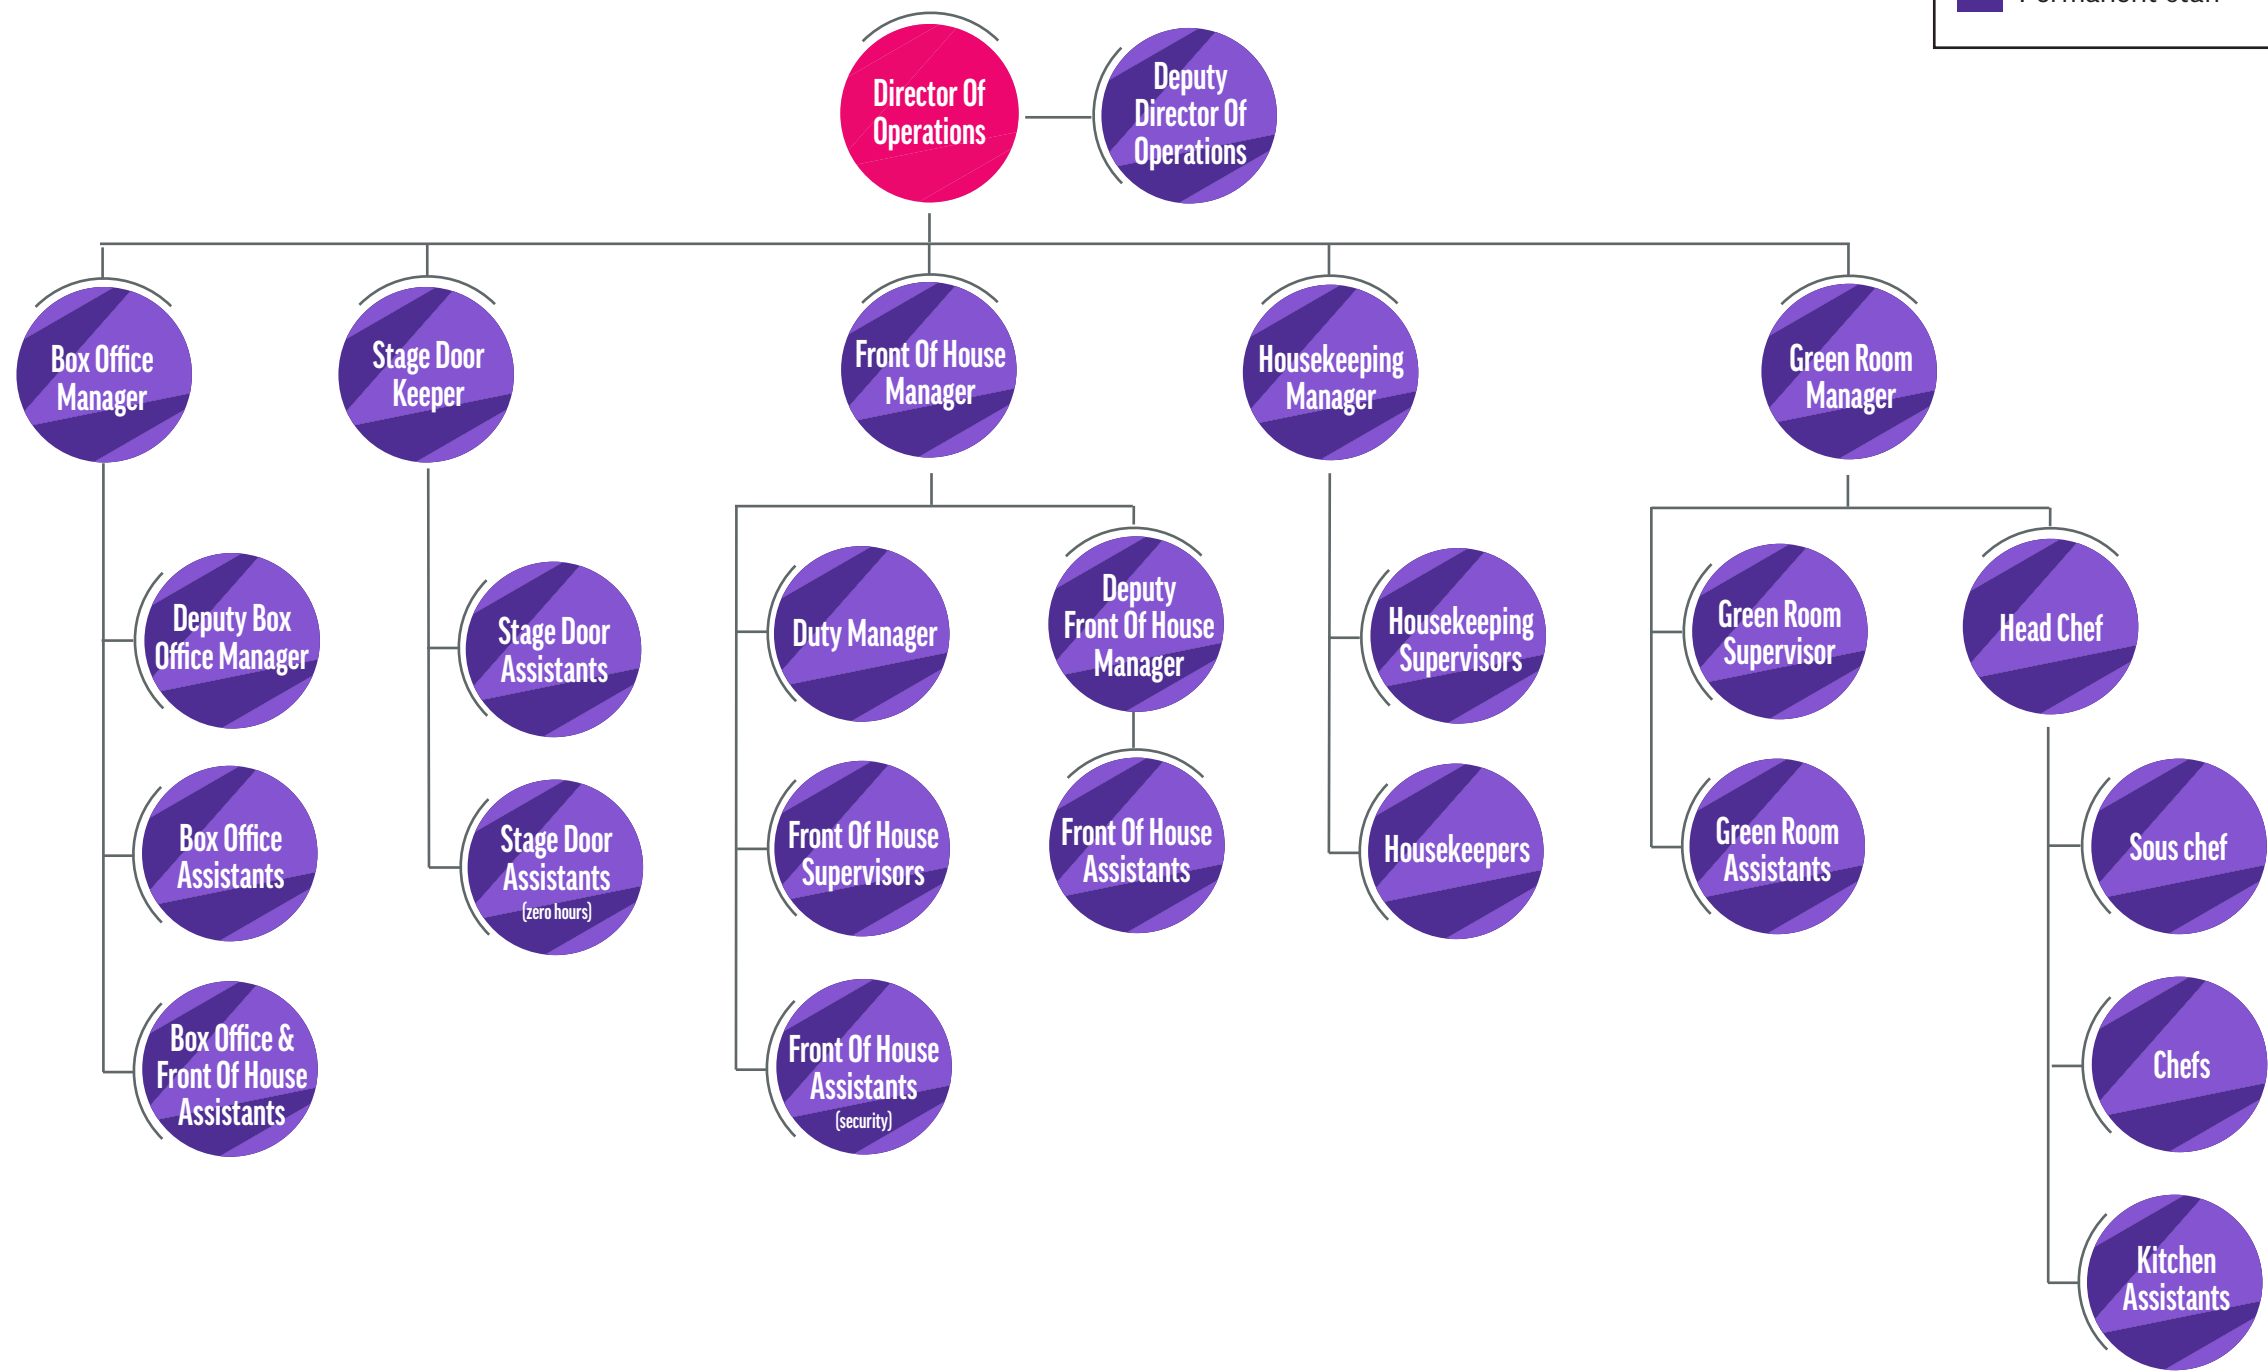 Director Of
Operations
Deputy
Director Of
Operations
Box Office
Manager
Stage Door
Keeper
Front Of House
Manager
Housekeeping
Manager
Green Room
Manager
Deputy Box
Office Manager
Stage Door
Assistants
Duty Manager
Deputy
Front Of House
Manager
Housekeeping
Supervisors
Green Room
Supervisor
Head Chef
Box Office
Assistants
Stage Door
Assistants
(zero hours)
Front Of House
Supervisors
Front Of House
Assistants
Housekeepers
Green Room
Assistants
Sous chef
Box Office &
Front Of House
Assistants
Front Of House
Assistants
(security)
Chefs
Kitchen
Assistants